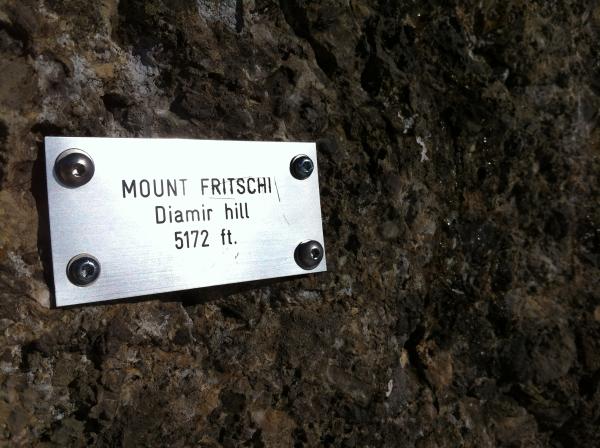 MOUNT FRITSCHI
Diamir hill
5172 ft.